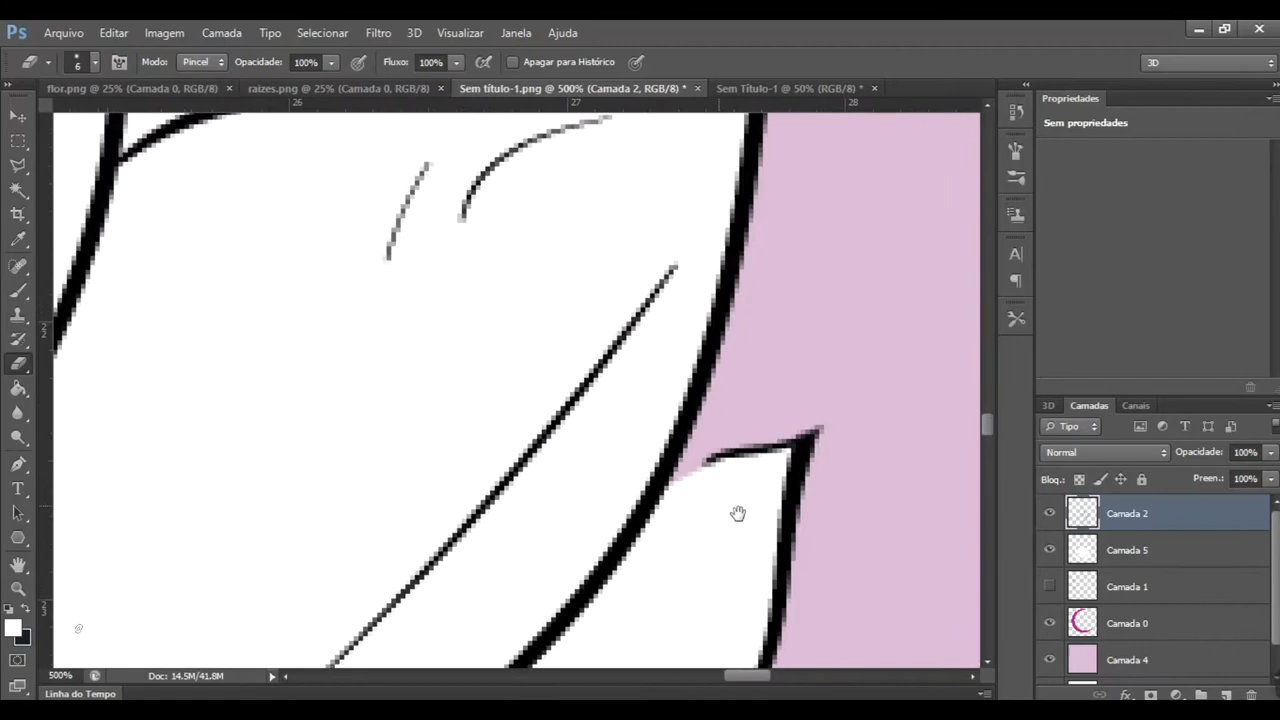 Ps Arquivo Editar Imagem Camada Tipo Selecionar Filtro 3D Visualizar Janela Ajuda
6 Modo: Pincel Opacidade: 100% Fluxo: 100% Apagar para Histórico 3D
flor.png @ 25% (Camada 0, RGB/8) × raizes.png @ 25% (Camada 0, RGB/8) × Sem título-1.png @ 500% (Camada 2, RGB/8) * × Sem Título-1 @ 50% (RGB/8) * ×
26 27 28
Propriedades
Sem propriedades
22
23
3D Camadas Canais
Tipo
Normal Opacidade: 100%
Bloq.: Preen.: 100%
Camada 2
Camada 5
Camada 1
Camada 0
Camada 4
500% Doc: 14.5M/41.8M
Linha do Tempo